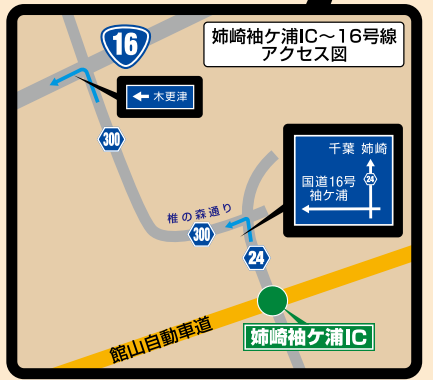 姉崎袖ケ浦IC～16号線
アクセス図
16
← 木更津
300
千葉 姉崎
24
国道16号
袖ケ浦
椎の森通り
300
24
館山自動車道
姉崎袖ケ浦IC